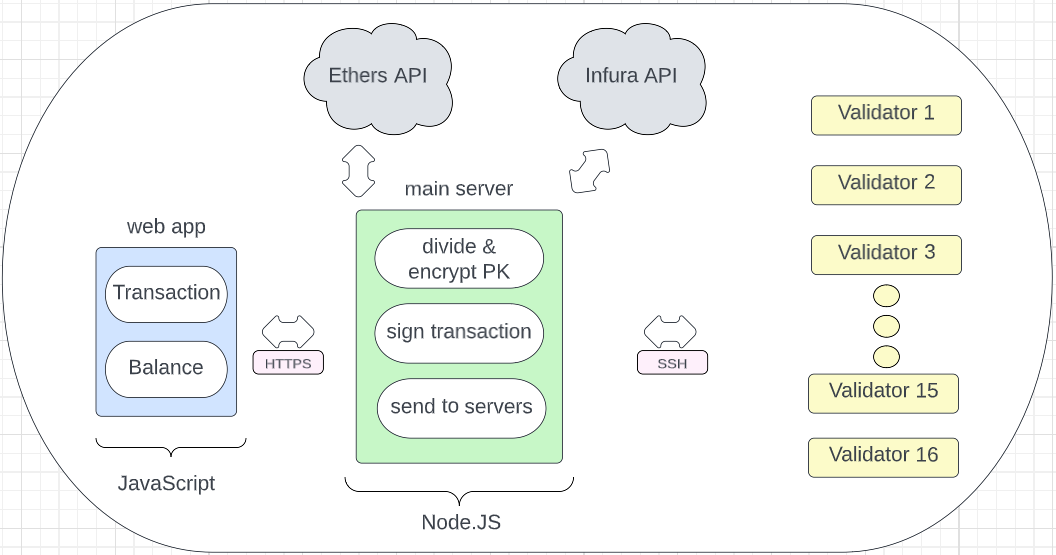 Ethers API
Infura API
main server
web app
Transaction
Balance
JavaScript
HTTPS
divide &
encrypt PK
sign transaction
send to servers
Node.JS
SSH
Validator 1
Validator 2
Validator 3
Validator 15
Validator 16